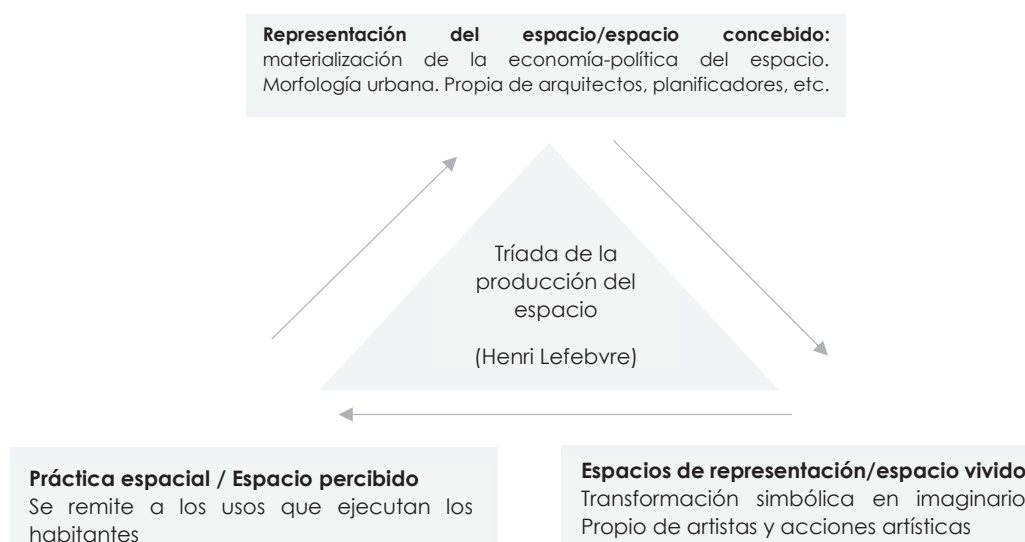 Representación del espacio/espacio concebido:
materialización de la economía-política del espacio.
Morfología urbana. Propia de arquitectos, planificadores, etc.
Tríada de la
producción del
espacio
(Henri Lefebvre)
Práctica espacial / Espacio percibido
Se remite a los usos que ejecutan los
habitantes
Espacios de representación/espacio vivido
Transformación simbólica en imaginario
Propio de artistas y acciones artísticas